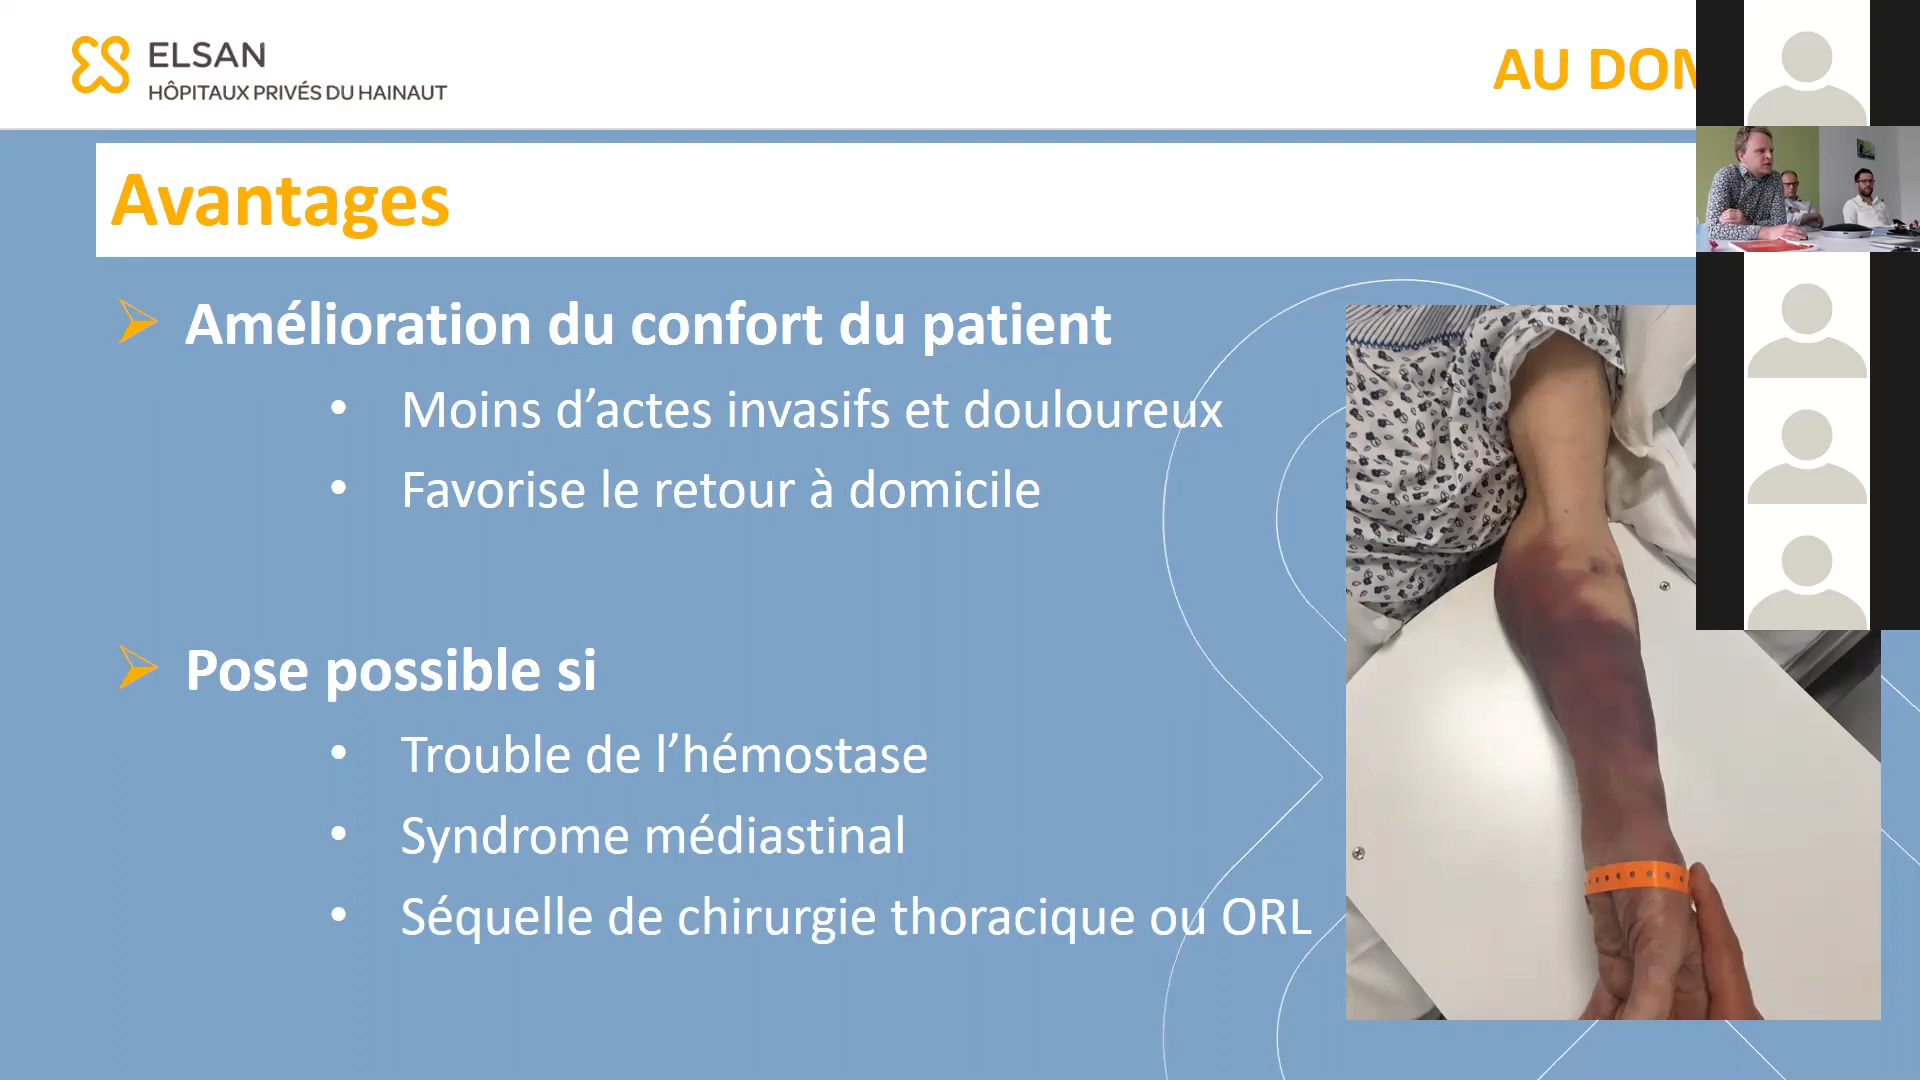 ELSAN
HÔPITAUX PRIVÉS DU HAINAUT
AU
Avantages
Amélioration du confort du patient
• Moins d’actes invasifs et douloureux
• Favorise le retour à domicile
Pose possible si
• Trouble de l’hémostase
• Syndrome médiastinal
• Séquelle de chirurgie thoracique ou ORL